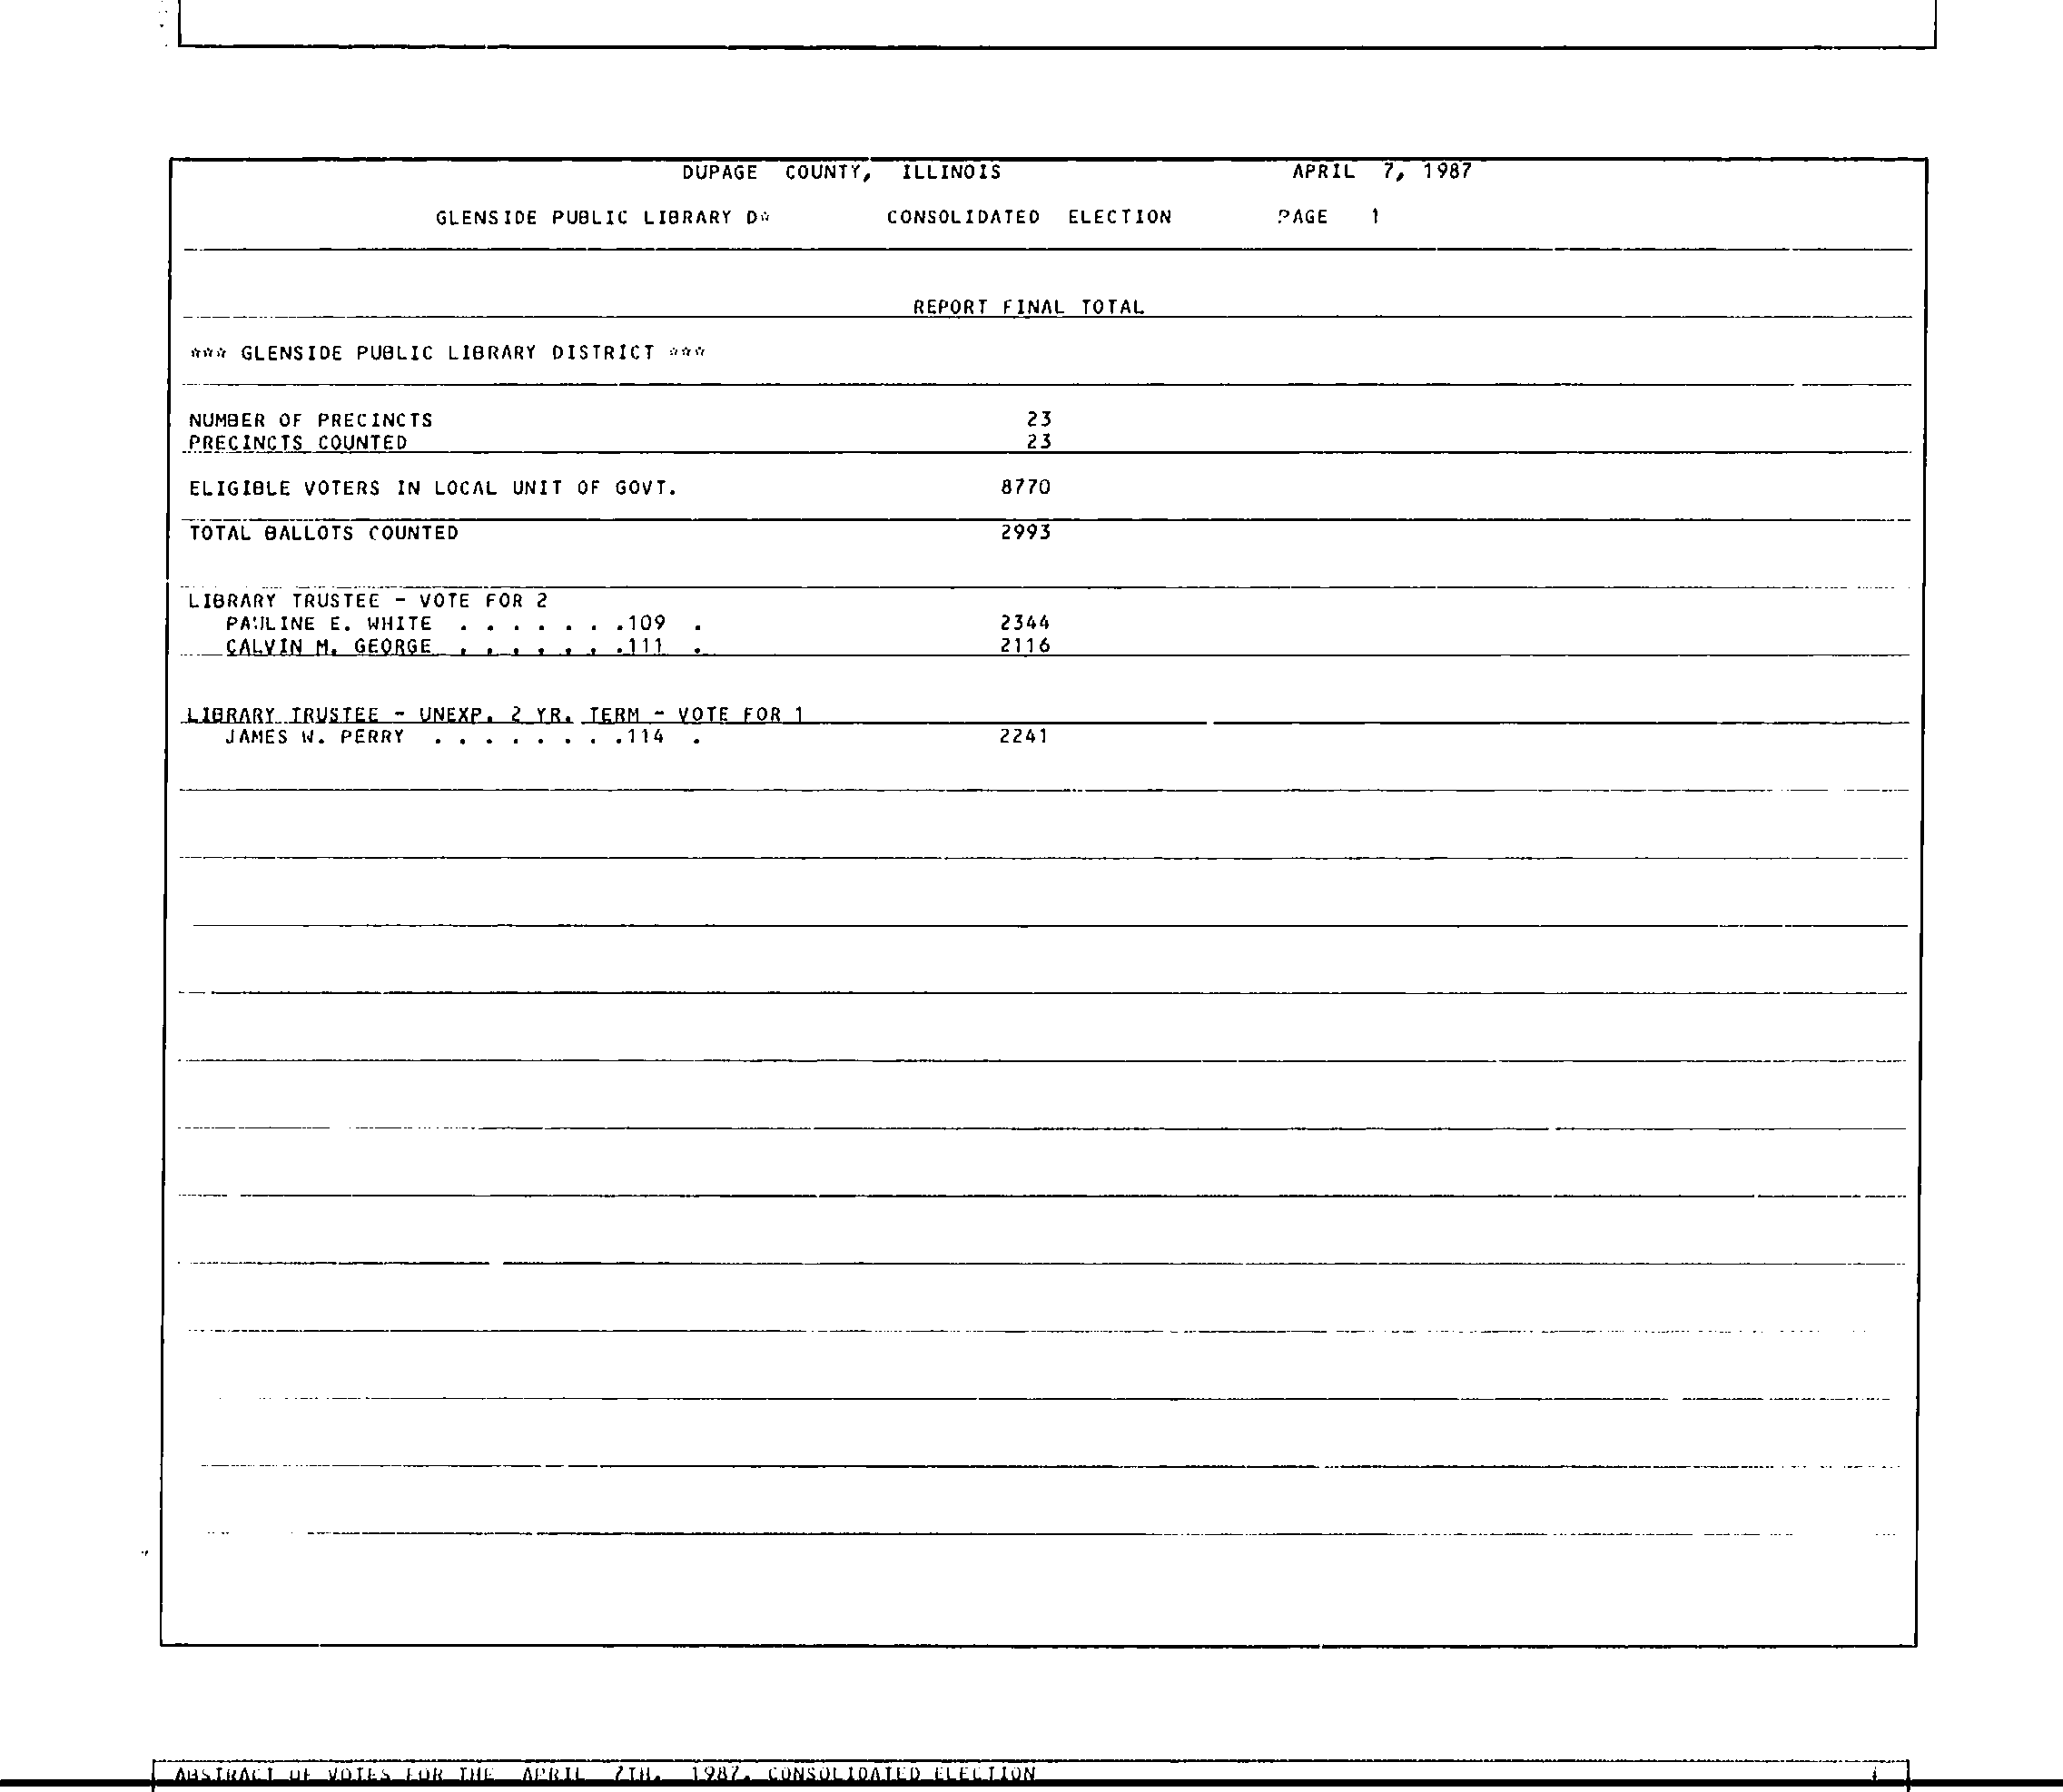 DUPAGE COUNTY, ILLINOIS APRIL 7, 1987
GLENSIDE PUBLIC LIBRARY D* CONSOLIDATED ELECTION PAGE 1
REPORT FINAL TOTAL
*** GLENSIDE PUBLIC LIBRARY DISTRICT ***
NUMBER OF PRECINCTS 23
PRECINCTS COUNTED 23
ELIGIBLE VOTERS IN LOCAL UNIT OF GOVT. 8770
TOTAL BALLOTS COUNTED 2993
LIBRARY TRUSTEE - VOTE FOR 2
PAULINE E. WHITE . . . . . . .109 . 2344
CALVIN M. GEORGE . . . . . . .111 . 2116
LIBRARY TRUSTEE - UNEXP. 2 YR. TERM - VOTE FOR 1
JAMES W. PERRY . . . . . . . .114 . 2241
ABSTRACT OF VOTES FOR THE APRIL 7TH, 1987, CONSOLIDATED ELECTION